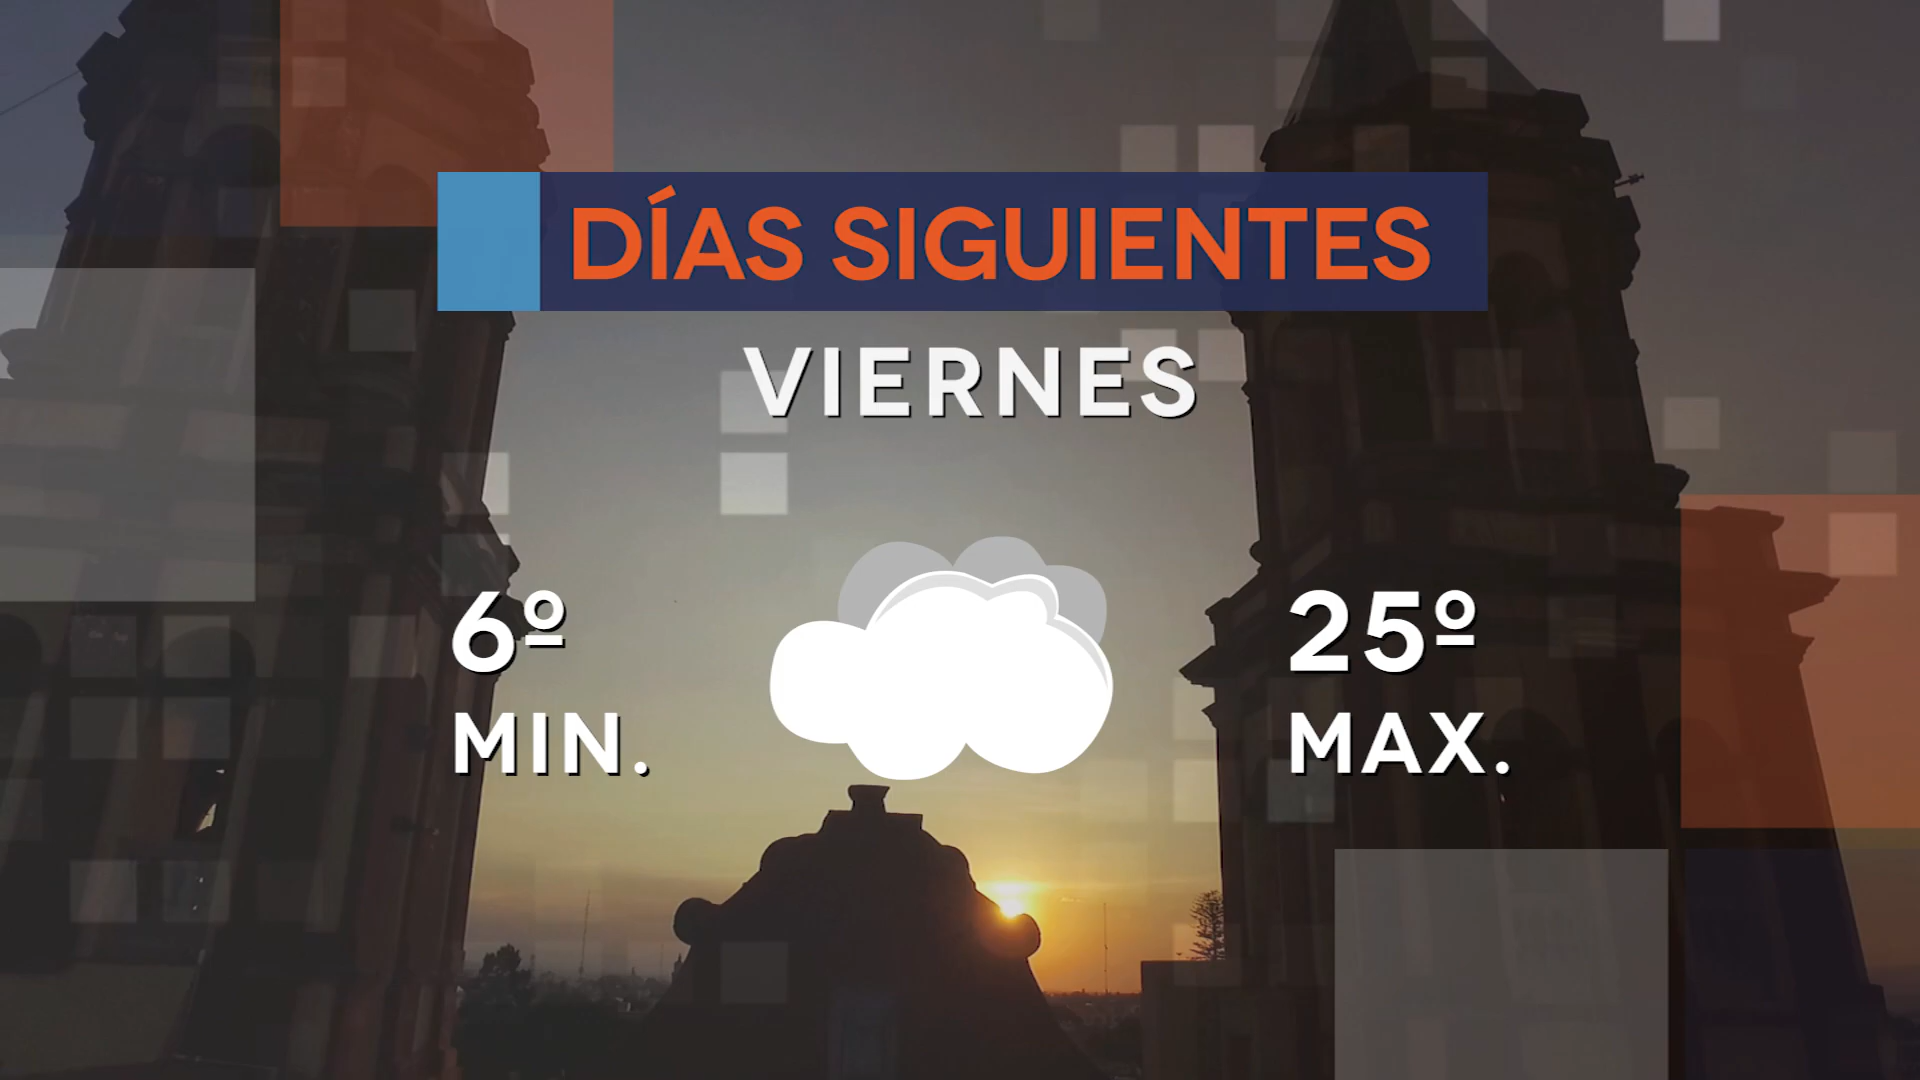 DÍAS SIGUIENTES
VIERNES
6º
MIN.
25º
MAX.